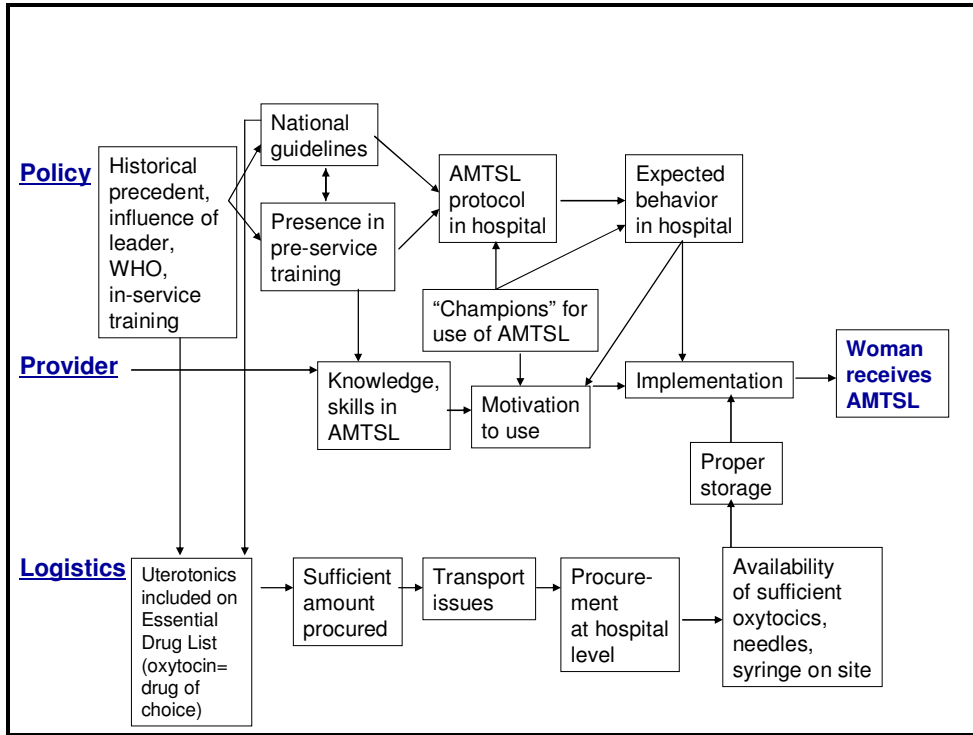 National
guidelines
Policy
Historical
precedent,
influence of
leader,
WHO,
in-service
training
AMTSL
protocol
in hospital
Expected
behavior
in hospital
Presence in
pre-service
training
“Champions” for
use of AMTSL
Provider
Knowledge,
skills in
AMTSL
Motivation
to use
Implementation
Woman
receives
AMTSL
Proper
storage
Logistics
Uterotonics
included on
Essential
Drug List
(oxytocin=
drug of
choice)
Sufficient
amount
procured
Transport
issues
Procure-
ment
at hospital
level
Availability
of sufficient
oxytocics,
needles,
syringe on site